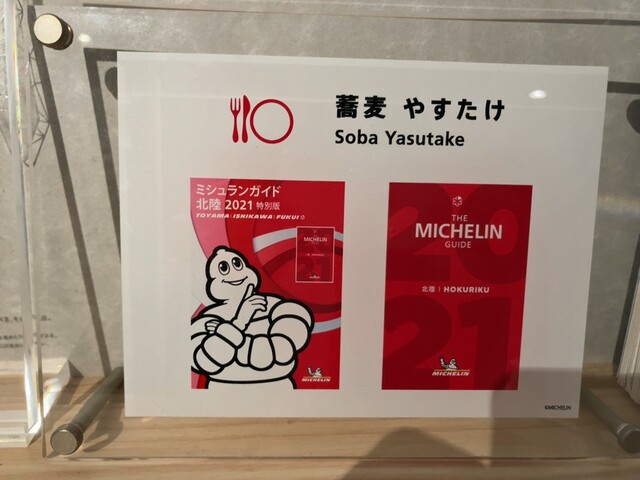 蕎麦 やすたけ
Soba Yasutake
ミシュランガイド
北陸 2021 特別版
TOYAMA ISHIKAWA FUKUI
MICHELIN
MICHELIN
2021
THE
MICHELIN
GUIDE
北陸 | HOKURIKU
MICHELIN
©MICHELIN